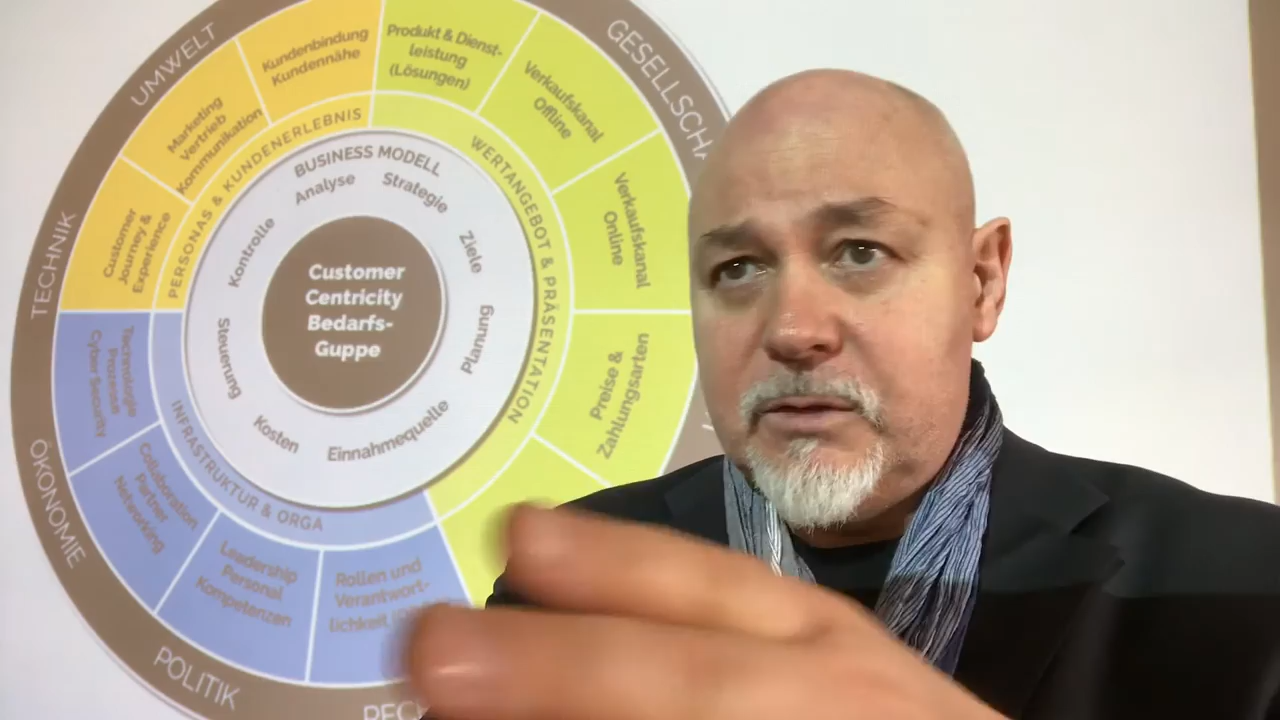 UMWELT
GESELLSCHA
TECHNIK
ÖKONOMIE
POLITIK
Kundenbindung
Kundennähe
Produkt & Dienst-
leistung
(Lösungen)
Verkaufskanal
Offline
Verkaufskanal
Online
Preise &
Zahlungsarten
Marketing
Vertrieb
Kommunikation
Customer
Journey &
Experience
Technologie
Prozesse
Cyber Security
Collaboration
Partner
Networking
Leadership
Personal
Kompetenzen
Rollen und
Verantwort-
lichkeit
PERSONAS & KUNDENERLEBNIS
WERTANGEBOT & PRÄSENTATION
INFRASTRUKTUR & ORGA
BUSINESS MODELL
Analyse
Strategie
Ziele
Planung
Einnahmequelle
Kosten
Steuerung
Kontrolle
Customer
Centricity
Bedarfs-
Guppe